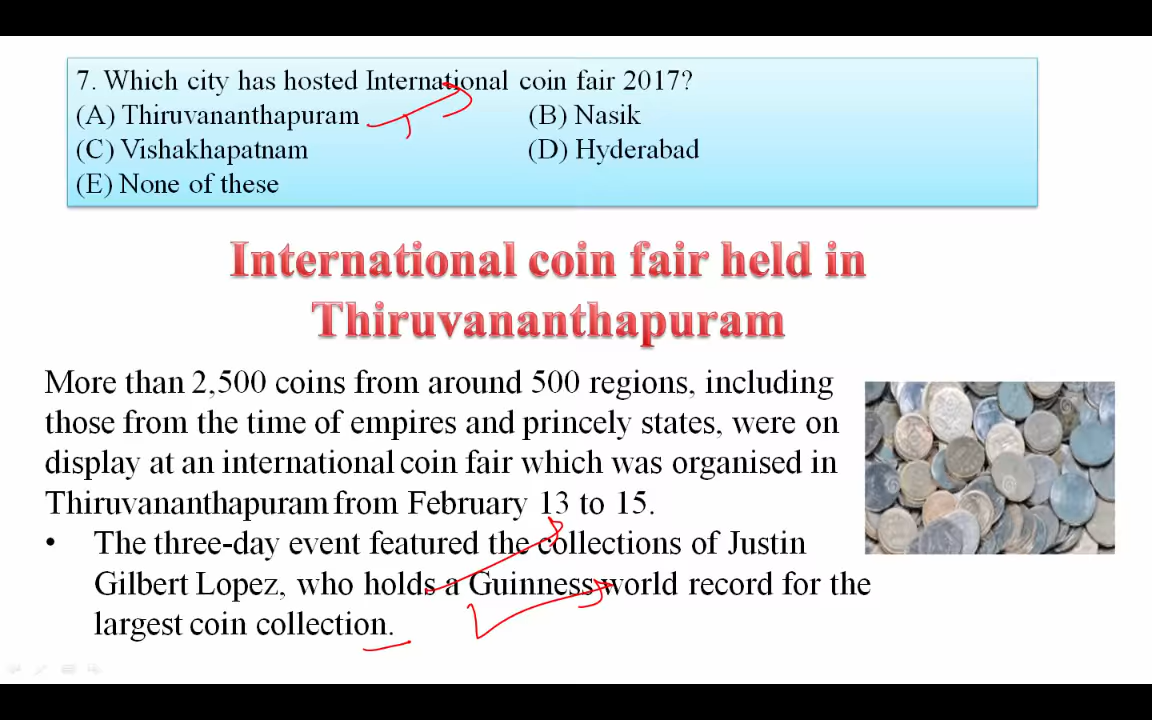 7. Which city has hosted International coin fair 2017?
(A) Thiruvananthapuram (B) Nasik
(C) Vishakhapatnam (D) Hyderabad
(E) None of these
International coin fair held in
Thiruvananthapuram
More than 2,500 coins from around 500 regions, including
those from the time of empires and princely states, were on
display at an international coin fair which was organised in
Thiruvananthapuram from February 13 to 15.
• The three-day event featured the collections of Justin
Gilbert Lopez, who holds a Guinness world record for the
largest coin collection.